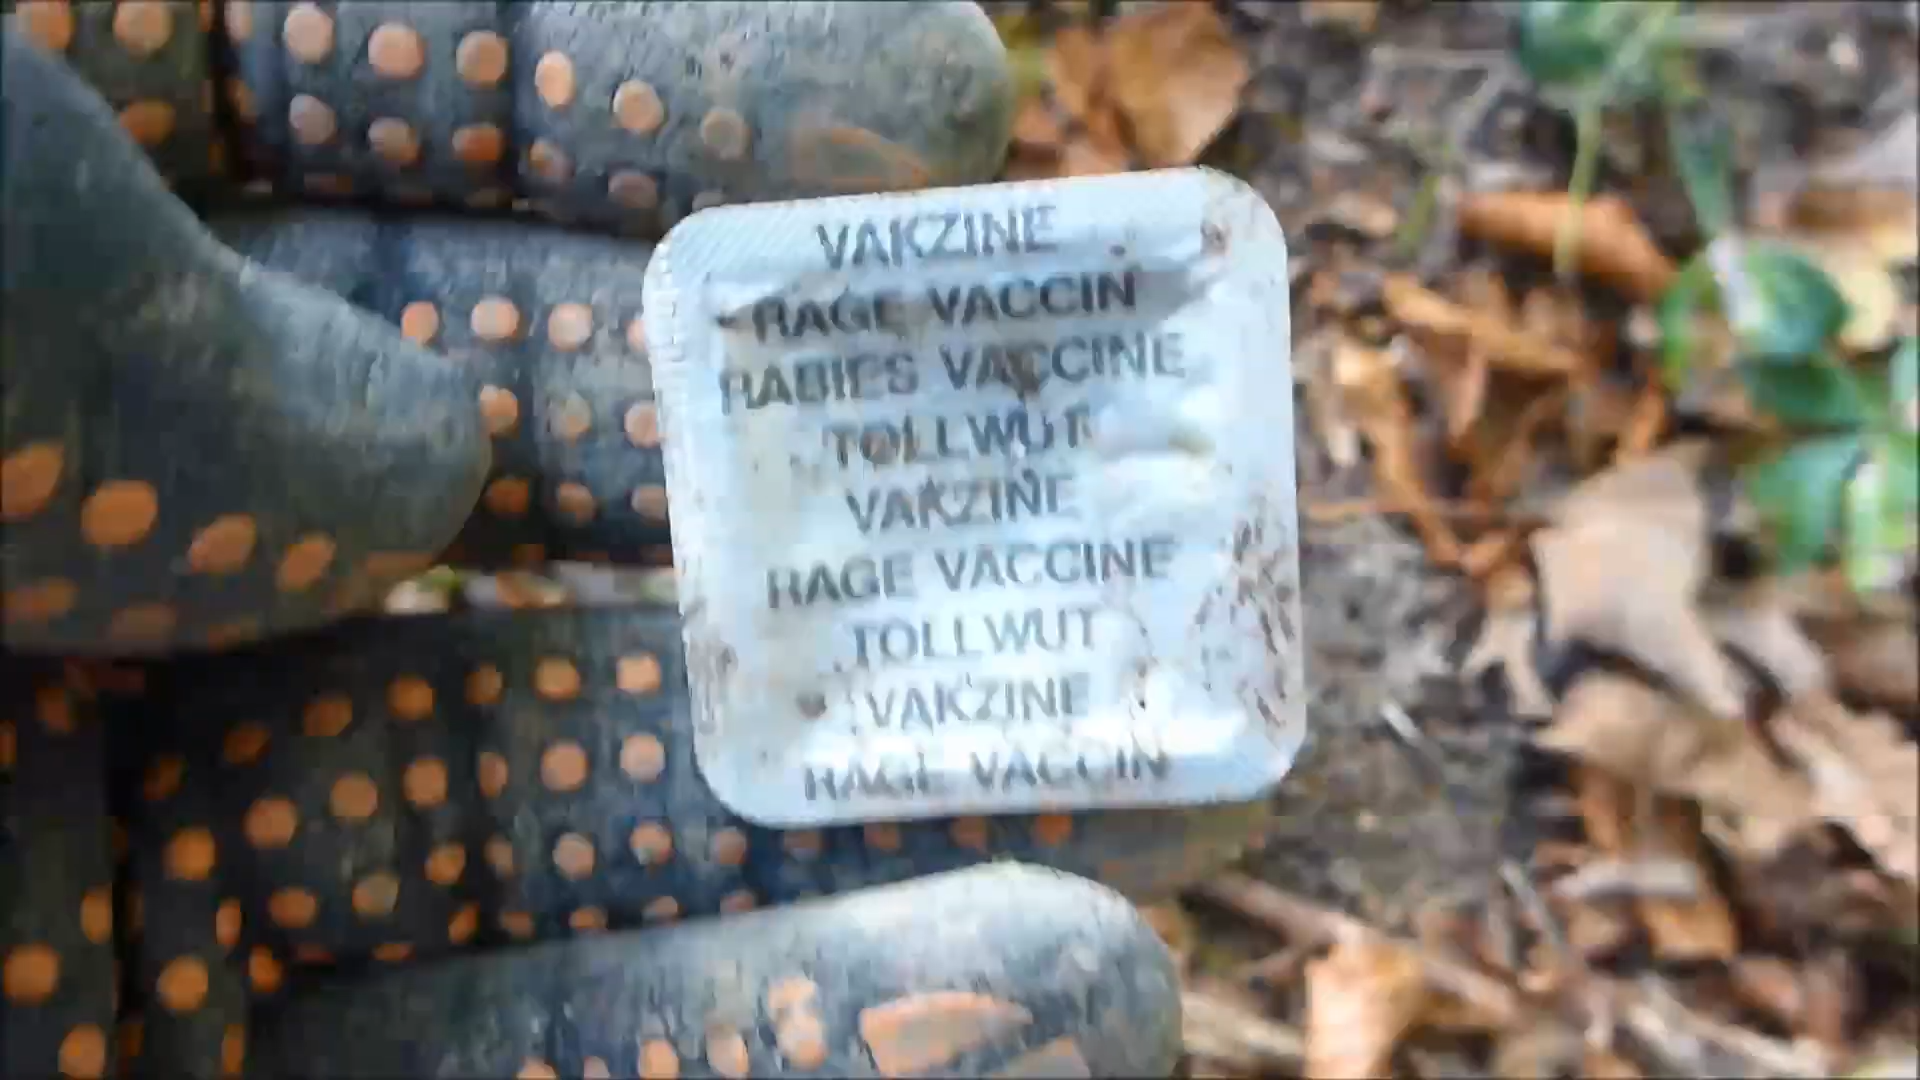 VAKZINE
RAGE VACCIN
RABIES VACCINE
TOLLWUT
VAKZINE
RAGE VACCINE
TOLLWUT
VAKZINE
RAGE VACCIN